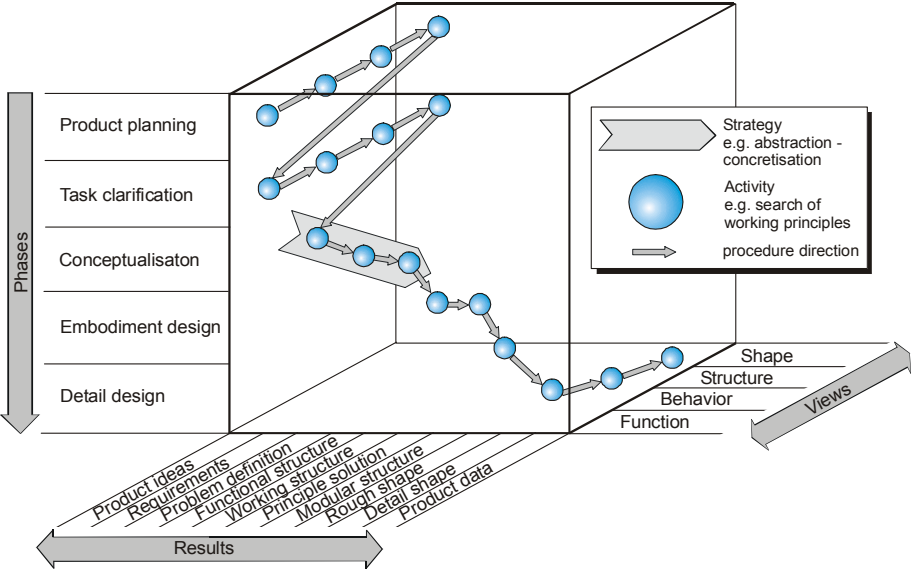 Product planning
Task clarification
Conceptualisaton
Embodiment design
Detail design
Phases
Strategy
e.g. abstraction -
concretisation
Activity
e.g. search of
working principles
procedure direction
Shape
Structure
Behavior
Function
Views
Product ideas
Requirements
Problem definition
Functional structure
Working structure
Principle solution
Modular structure
Rough shape
Detail shape
Product data
Results